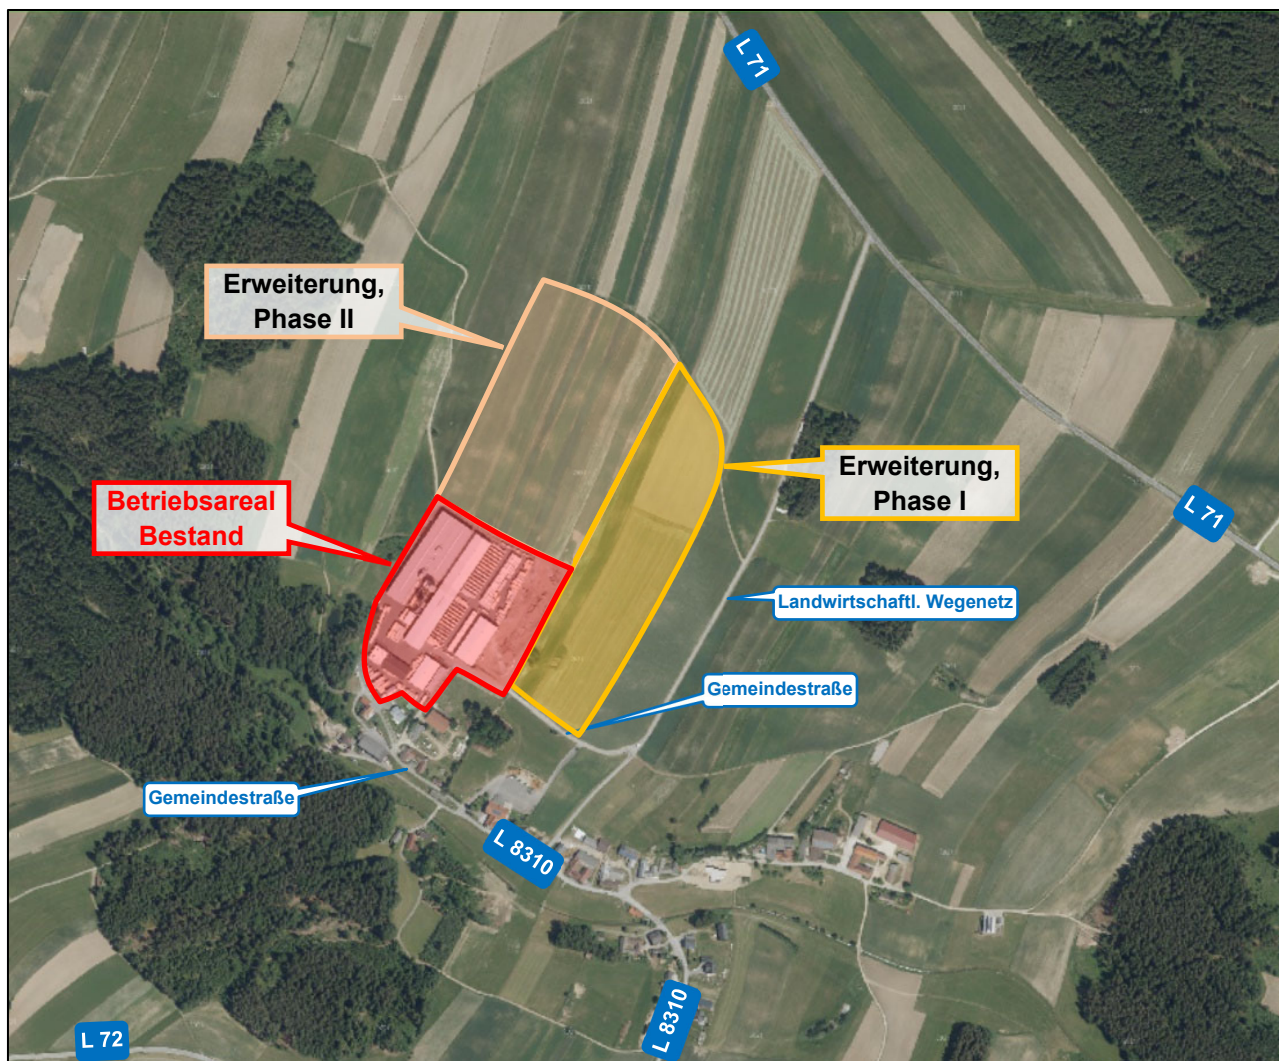 L 71
Erweiterung,
Phase II
Erweiterung,
Phase I
Betriebsareal
Bestand
L 71
Landwirtschaftl. Wegenetz
Gemeindestraße
Gemeindestraße
L 8310
L 8310
L 72